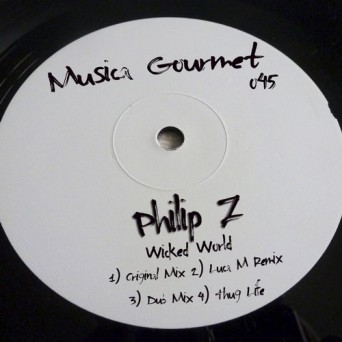 Musica Gourmet
045
Philip Z
Wicked World
1) Original Mix 2) Luca M Remix
3) Dub Mix 4) Thug Life